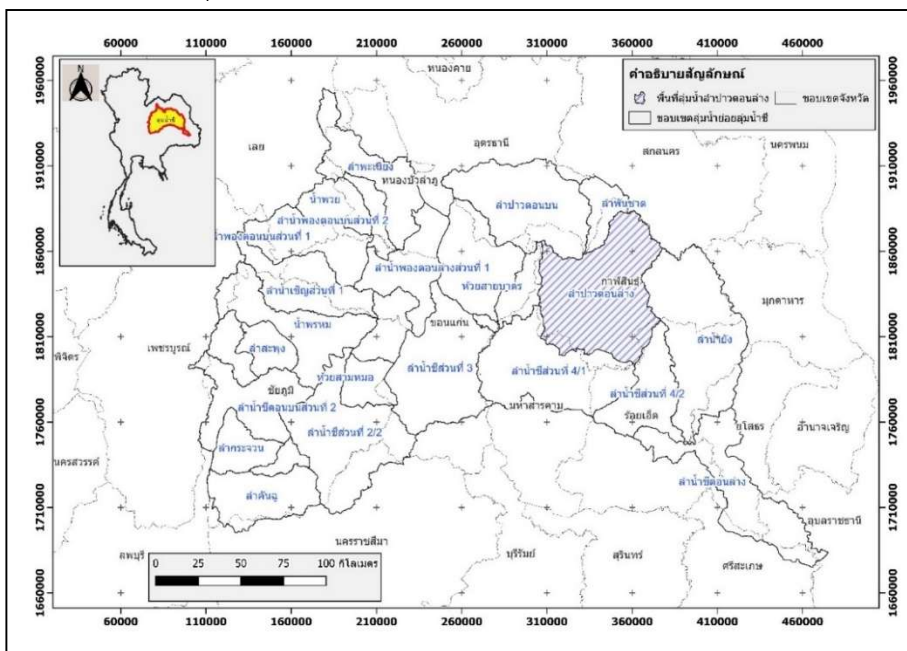 60000 110000 160000 210000 260000 310000 360000 410000 460000
1960000
1910000
1860000
1810000
1760000
1710000
1660000
N
ลุ่มน้ำชี
คำอธิบายสัญลักษณ์
พื้นที่ลุ่มน้ำลำปาวตอนล่าง
ขอบเขตจังหวัด
ขอบเขตลุ่มน้ำย่อยลุ่มน้ำชี
หนองคาย
เลย
อุดรธานี
สกลนคร
นครพนม
ลำพะเนียง
หนองบัวลำภู
น้ำพวย
ลำปาวตอนบน
ลำพันชาด
ลำน้ำพองตอนบนส่วนที่ 2
ลำน้ำพองตอนบนส่วนที่ 1
ลำน้ำพองตอนล่างส่วนที่ 1
ห้วยสายบาตร
กาฬสินธุ์
ลำปาวตอนล่าง
มุกดาหาร
ลำน้ำเชิญส่วนที่ 1
น้ำพรหม
ขอนแก่น
ลำน้ำยัง
พิจิตร
เพชรบูรณ์
ลำสะพุง
ห้วยสามหมอ
ลำน้ำชีส่วนที่ 3
ลำน้ำชีส่วนที่ 4/1
ลำน้ำชีส่วนที่ 4/2
ชัยภูมิ
ลำน้ำชีตอนบนส่วนที่ 2
มหาสารคาม
ร้อยเอ็ด
ยโสธร
อำนาจเจริญ
ลำน้ำชีส่วนที่ 2/2
นครสวรรค์
ลำกระจวน
ลำคันฉู
ลำน้ำชีตอนล่าง
อุบลราชธานี
ลพบุรี
นครราชสีมา
บุรีรัมย์
สุรินทร์
ศรีสะเกษ
0 25 50 75 100 กิโลเมตร
60000 110000 160000 210000 260000 310000 360000 410000 460000
1960000
1910000
1860000
1810000
1760000
1710000
1660000